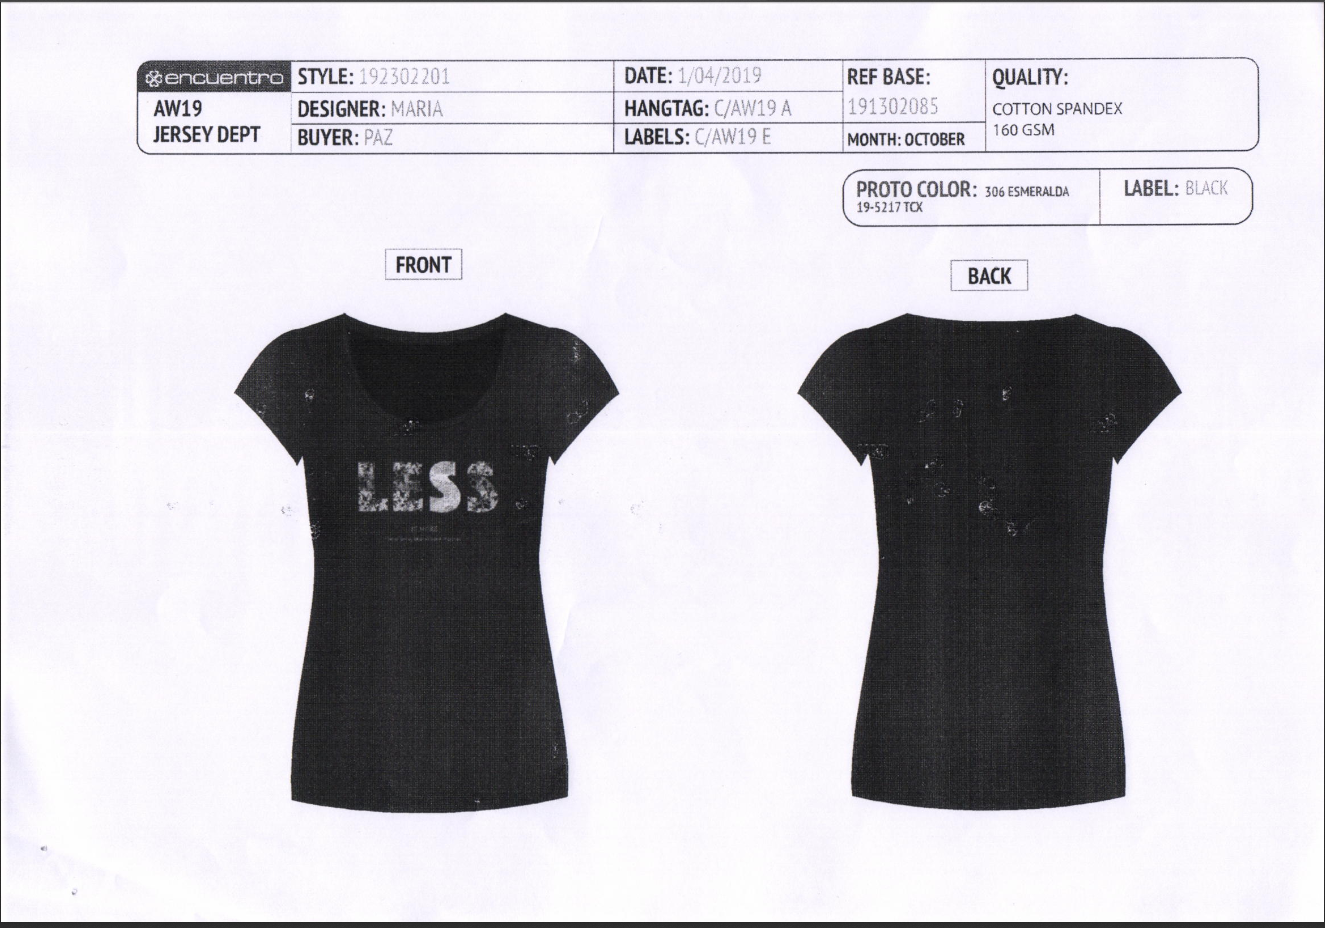 encuentro
AW19
JERSEY DEPT
STYLE: 192302201
DESIGNER: MARIA
BUYER: PAZ
DATE: 1/04/2019
HANGTAG: C/AW19 A
LABELS: C/AW19 E
REF BASE:
191302085
MONTH: OCTOBER
QUALITY:
COTTON SPANDEX
160 GSM
PROTO COLOR: 306 ESMERALDA
19-5217 TCX
LABEL: BLACK
FRONT
BACK
LESS